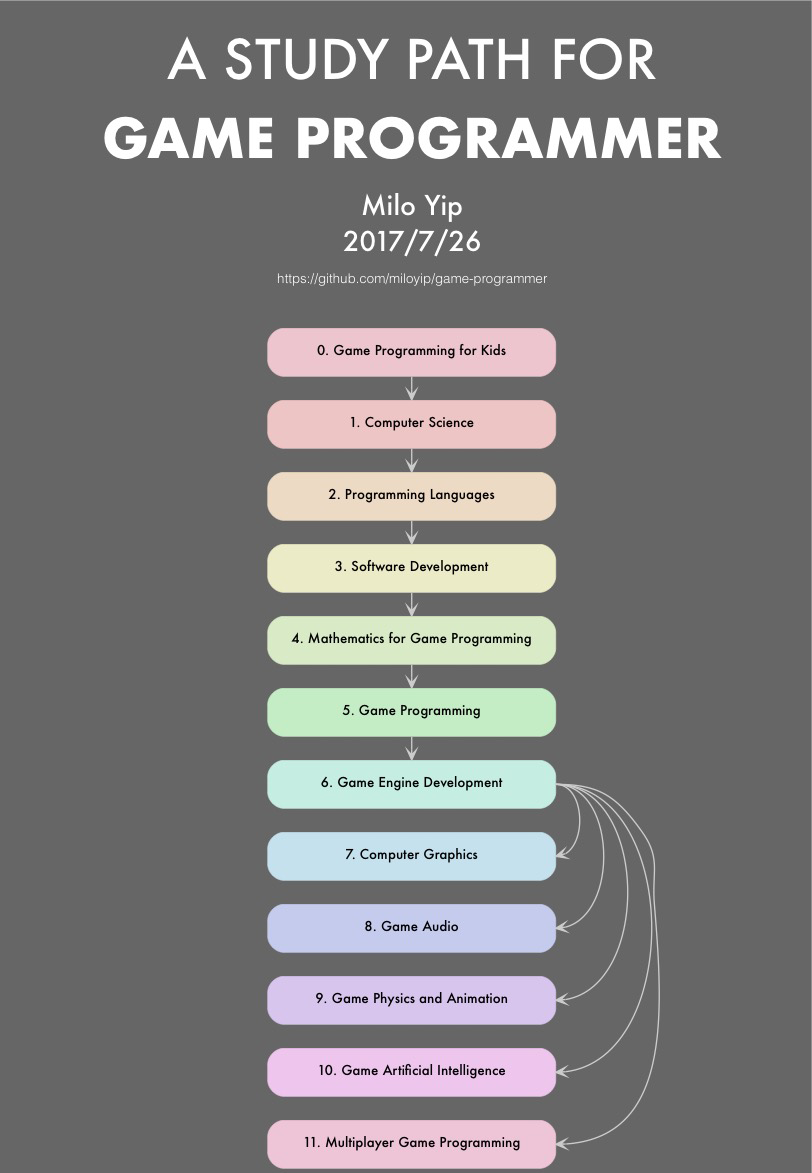 A STUDY PATH FOR
GAME PROGRAMMER
Milo Yip
2017/7/26
https://github.com/miloyip/game-programmer
0. Game Programming for Kids
1. Computer Science
2. Programming Languages
3. Software Development
4. Mathematics for Game Programming
5. Game Programming
6. Game Engine Development
7. Computer Graphics
8. Game Audio
9. Game Physics and Animation
10. Game Artificial Intelligence
11. Multiplayer Game Programming